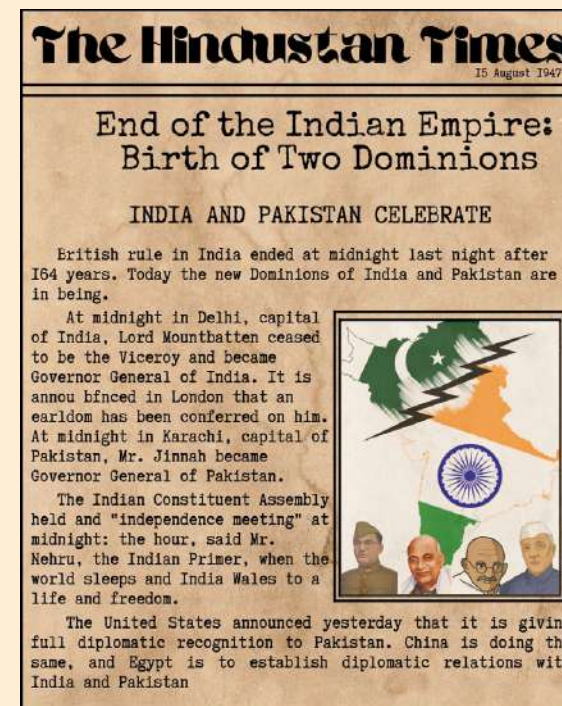 The Hindustan Times
I5 August I947
End of the Indian Empire:
Birth of Two Dominions
INDIA AND PAKISTAN CELEBRATE
British rule in India ended at midnight last night after
I64 years. Today the new Dominions of India and Pakistan are
in being.
At midnight in Delhi, capital
of India, Lord Mountbatten ceased
to be the Viceroy and became
Governor General of India. It is
annou bfnced in London that an
earldom has been conferred on him.
At midnight in Karachi, capital of
Pakistan, Mr. Jinnah became
Governor General of Pakistan.
The Indian Constituent Assembly
held and "independence meeting" at
midnight: the hour, said Mr.
Nehru, the Indian Primer, when the
world sleeps and India Wales to a
life and freedom.
The United States announced yesterday that it is givin
full diplomatic recognition to Pakistan. China is doing th
same, and Egypt is to establish diplomatic relations wit
India and Pakistan